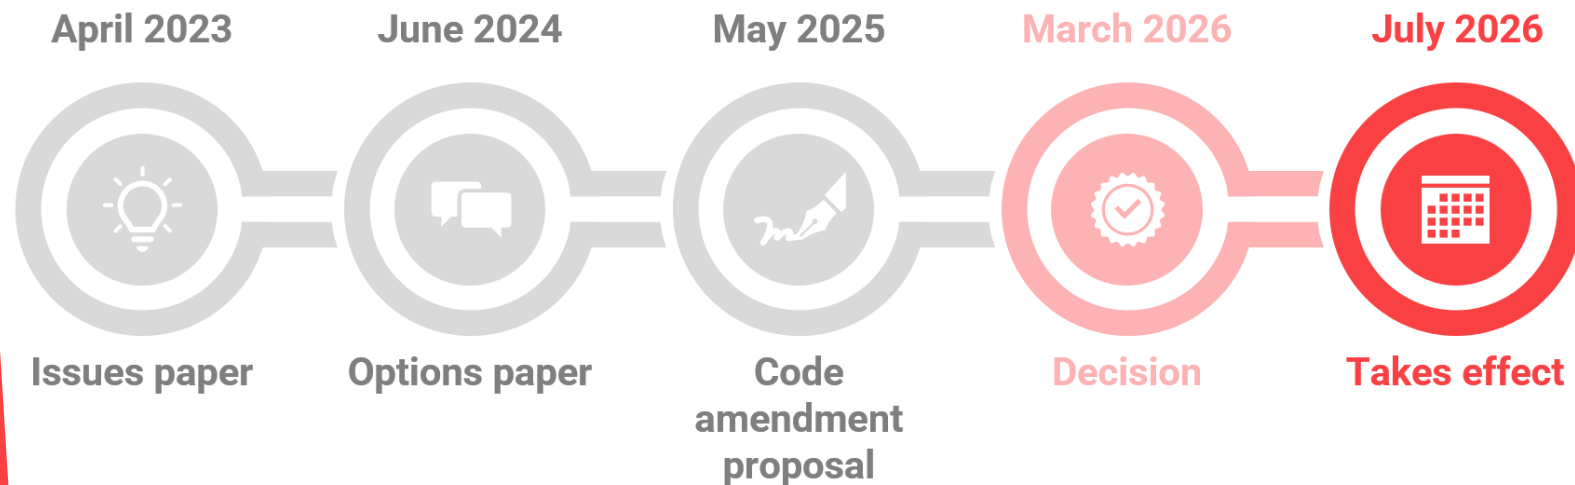 April 2023
June 2024
May 2025
March 2026
July 2026
Issues paper
Options paper
Code
amendment
proposal
Decision
Takes effect